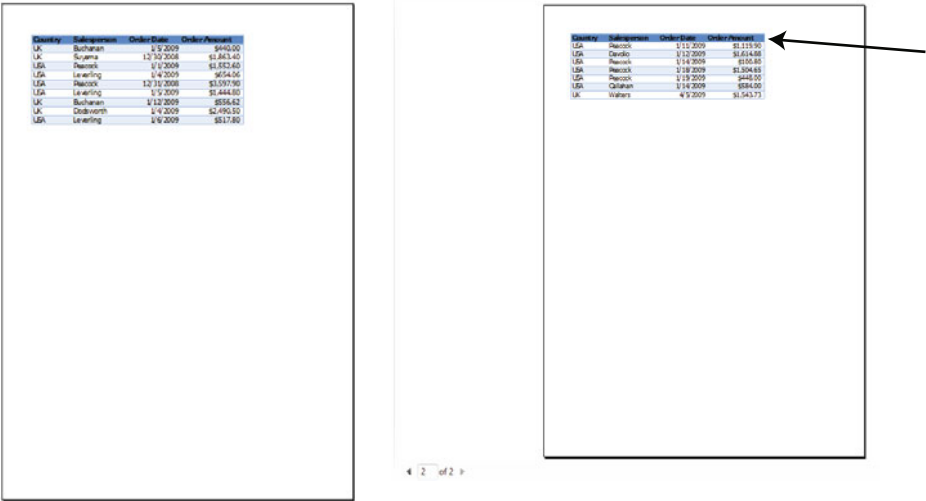 Country Salesperson Order Date Order Amount
UK Buchanan 1/5/2009 $440.00
UK Suyama 12/30/2008 $1,863.40
USA Peacock 1/1/2009 $1,552.60
USA Leverling 1/4/2009 $654.06
USA Peacock 12/31/2008 $3,597.90
USA Leverling 1/5/2009 $1,444.80
UK Buchanan 1/12/2009 $556.62
UK Dodsworth 1/4/2009 $2,490.50
USA Leverling 1/6/2009 $517.80
Country Salesperson Order Date Order Amount
USA Peacock 1/11/2009 $1,119.90
USA Davolio 1/12/2009 $1,614.88
USA Peacock 1/14/2009 $100.80
USA Peacock 1/18/2009 $1,504.65
USA Peacock 1/19/2009 $448.00
USA Callahan 1/14/2009 $584.00
UK Walters 4/5/2009 $1,543.73
2 of 2